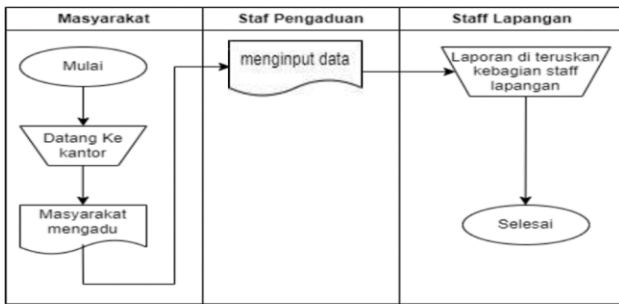 Masyarakat
Staf Pengaduan
Staff Lapangan
Mulai
Datang Ke
kantor
Masyarakat
mengadu
menginput data
Laporan di teruskan
kebagian staff
lapangan
Selesai